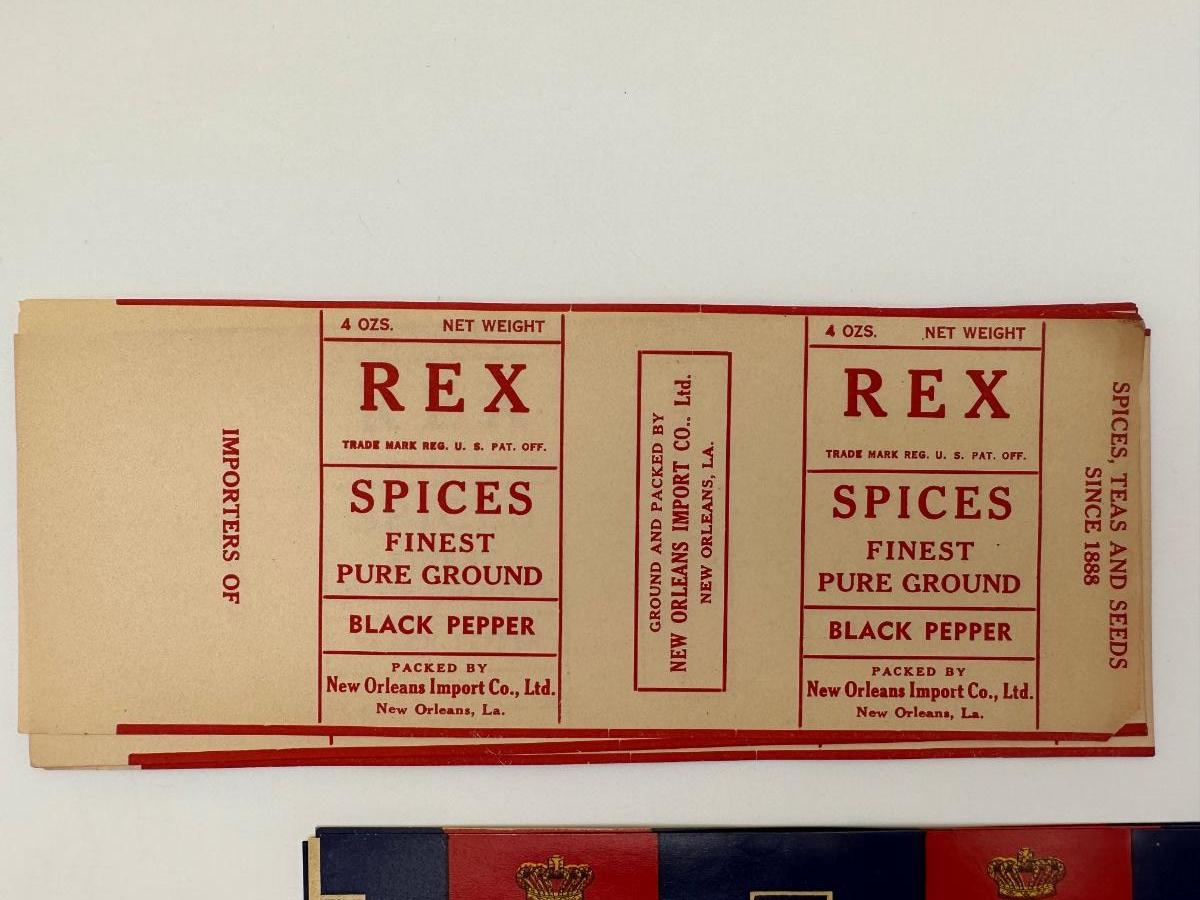 IMPORTERS OF
4 OZS. NET WEIGHT
REX
TRADE MARK REG. U. S. PAT. OFF.
SPICES
FINEST
PURE GROUND
BLACK PEPPER
PACKED BY
New Orleans Import Co., Ltd.
New Orleans, La.
GROUND AND PACKED BY
NEW ORLEANS IMPORT CO.. Ltd.
NEW ORLEANS, LA.
4 OZS. NET WEIGHT
REX
TRADE MARK REG. U. S. PAT. OFF.
SPICES
FINEST
PURE GROUND
BLACK PEPPER
PACKED BY
New Orleans Import Co., Ltd.
New Orleans, La.
SPICES, TEAS AND SEEDS
SINCE 1888